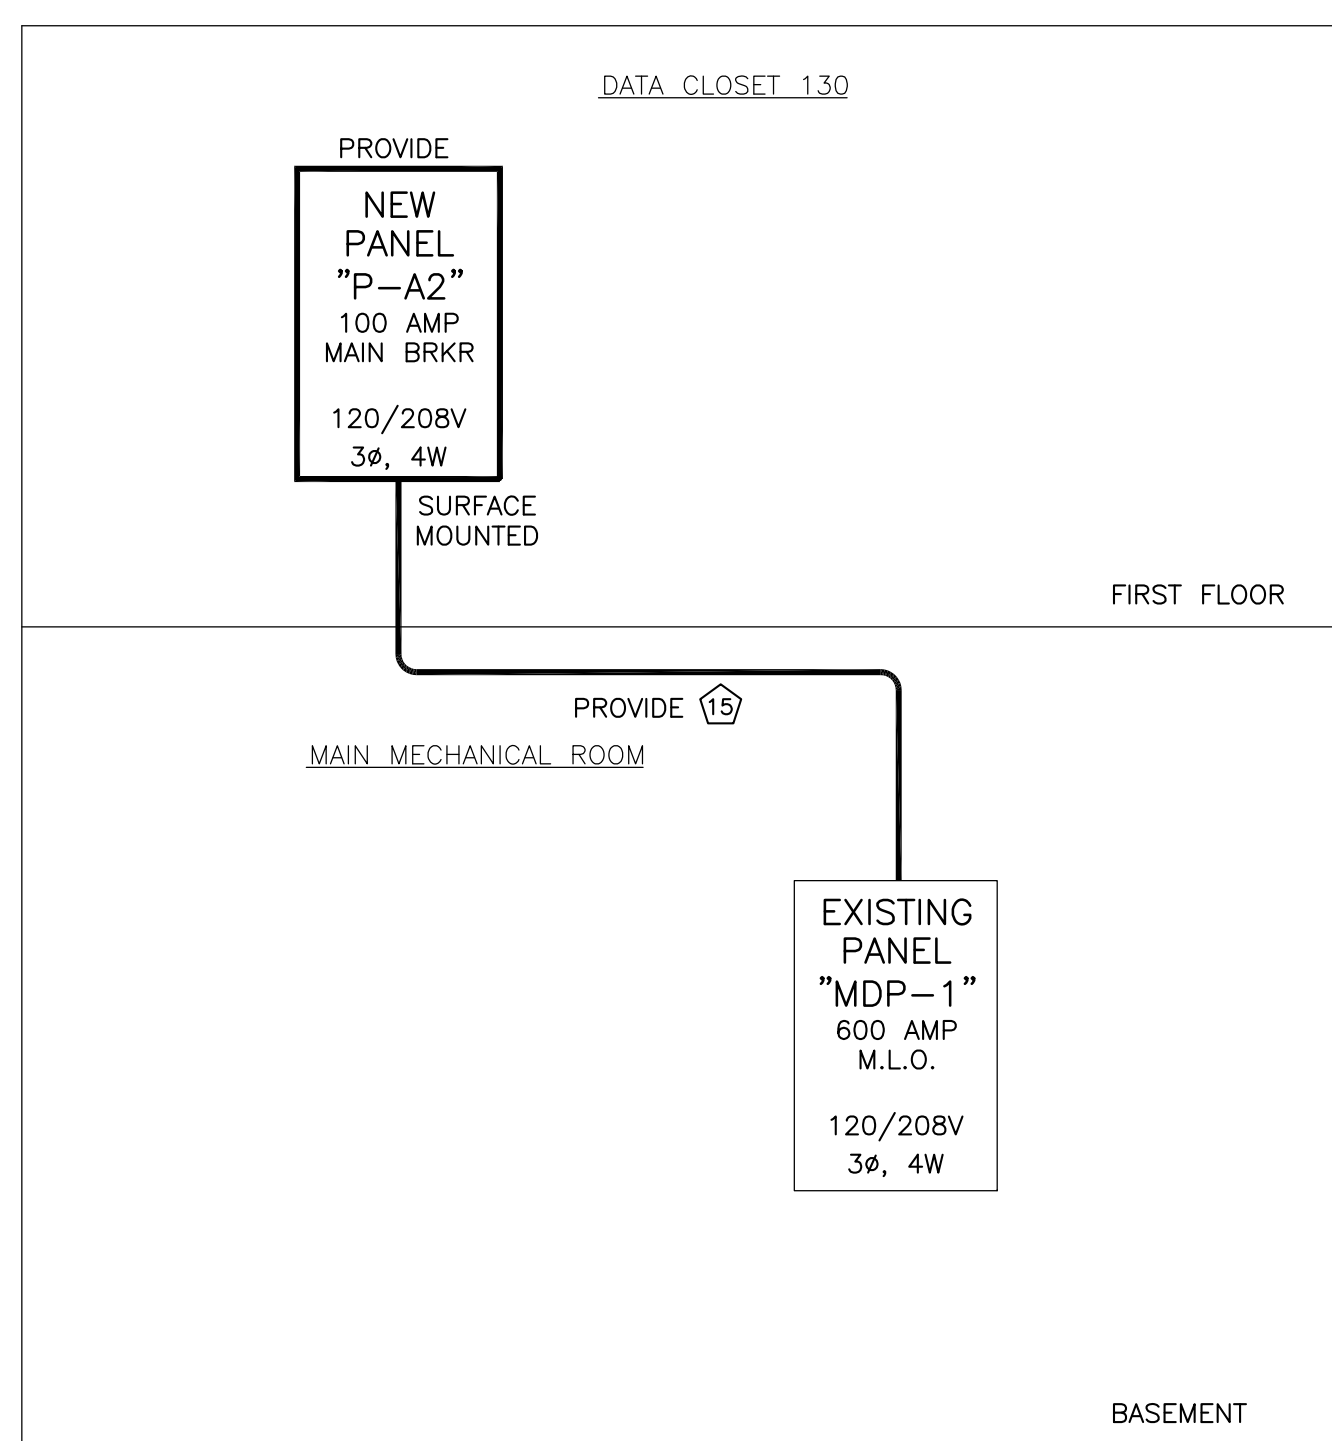 DATA CLOSET 130
PROVIDE
NEW
PANEL
"P-A2"
100 AMP
MAIN BRKR
120/208V
3ø, 4W
SURFACE
MOUNTED
FIRST FLOOR
PROVIDE 15
MAIN MECHANICAL ROOM
EXISTING
PANEL
"MDP-1"
600 AMP
M.L.O.
120/208V
3ø, 4W
BASEMENT